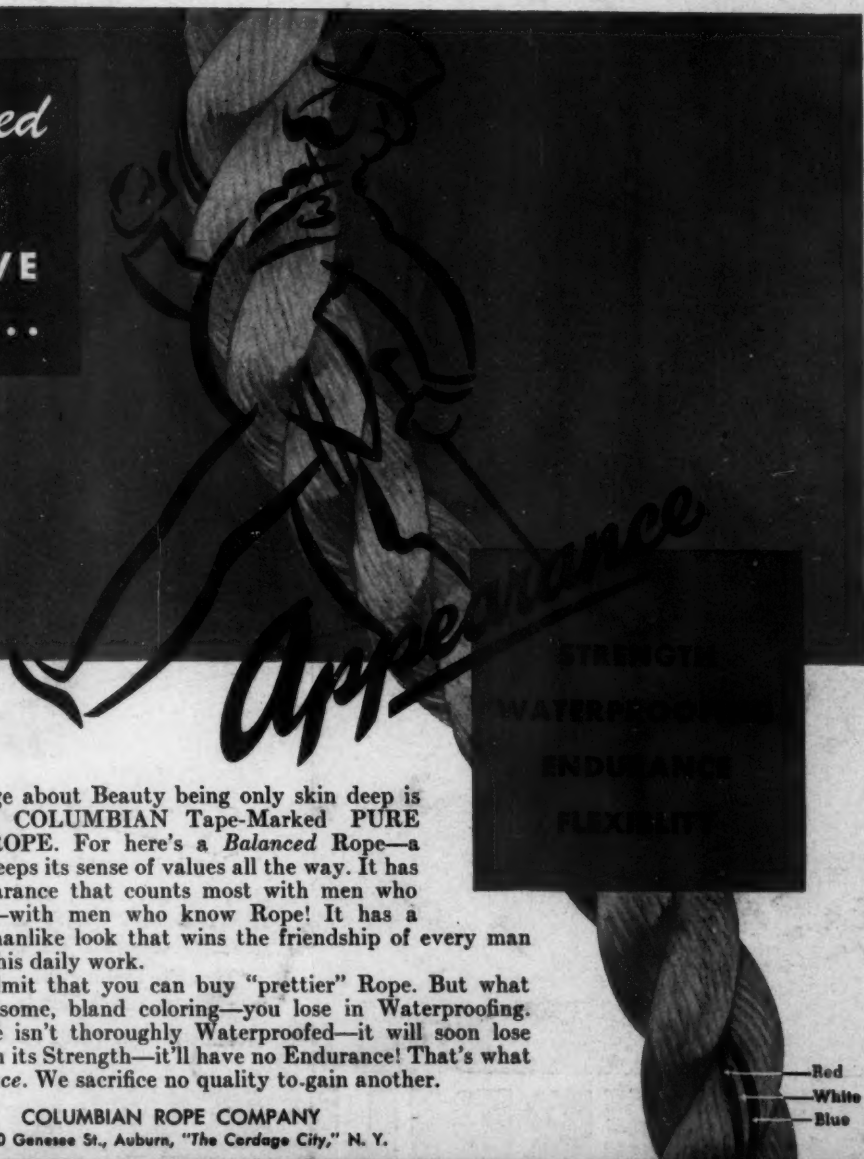 ed
VE
..
Appearance
STRENGTH
WATERPROOFING
ENDURANCE
FLEXIBILITY
ge about Beauty being only skin deep is
COLUMBIAN Tape-Marked PURE
ROPE. For here's a Balanced Rope—a
eeps its sense of values all the way. It has
arance that counts most with men who
—with men who know Rope! It has a
manlike look that wins the friendship of every man
his daily work.
mit that you can buy "prettier" Rope. But what
some, bland coloring—you lose in Waterproofing.
e isn't thoroughly Waterproofed—it will soon lose
n its Strength—it'll have no Endurance! That's what
ce. We sacrifice no quality to gain another.
Red
White
Blue
COLUMBIAN ROPE COMPANY
0 Genesee St., Auburn, "The Cordage City," N. Y.